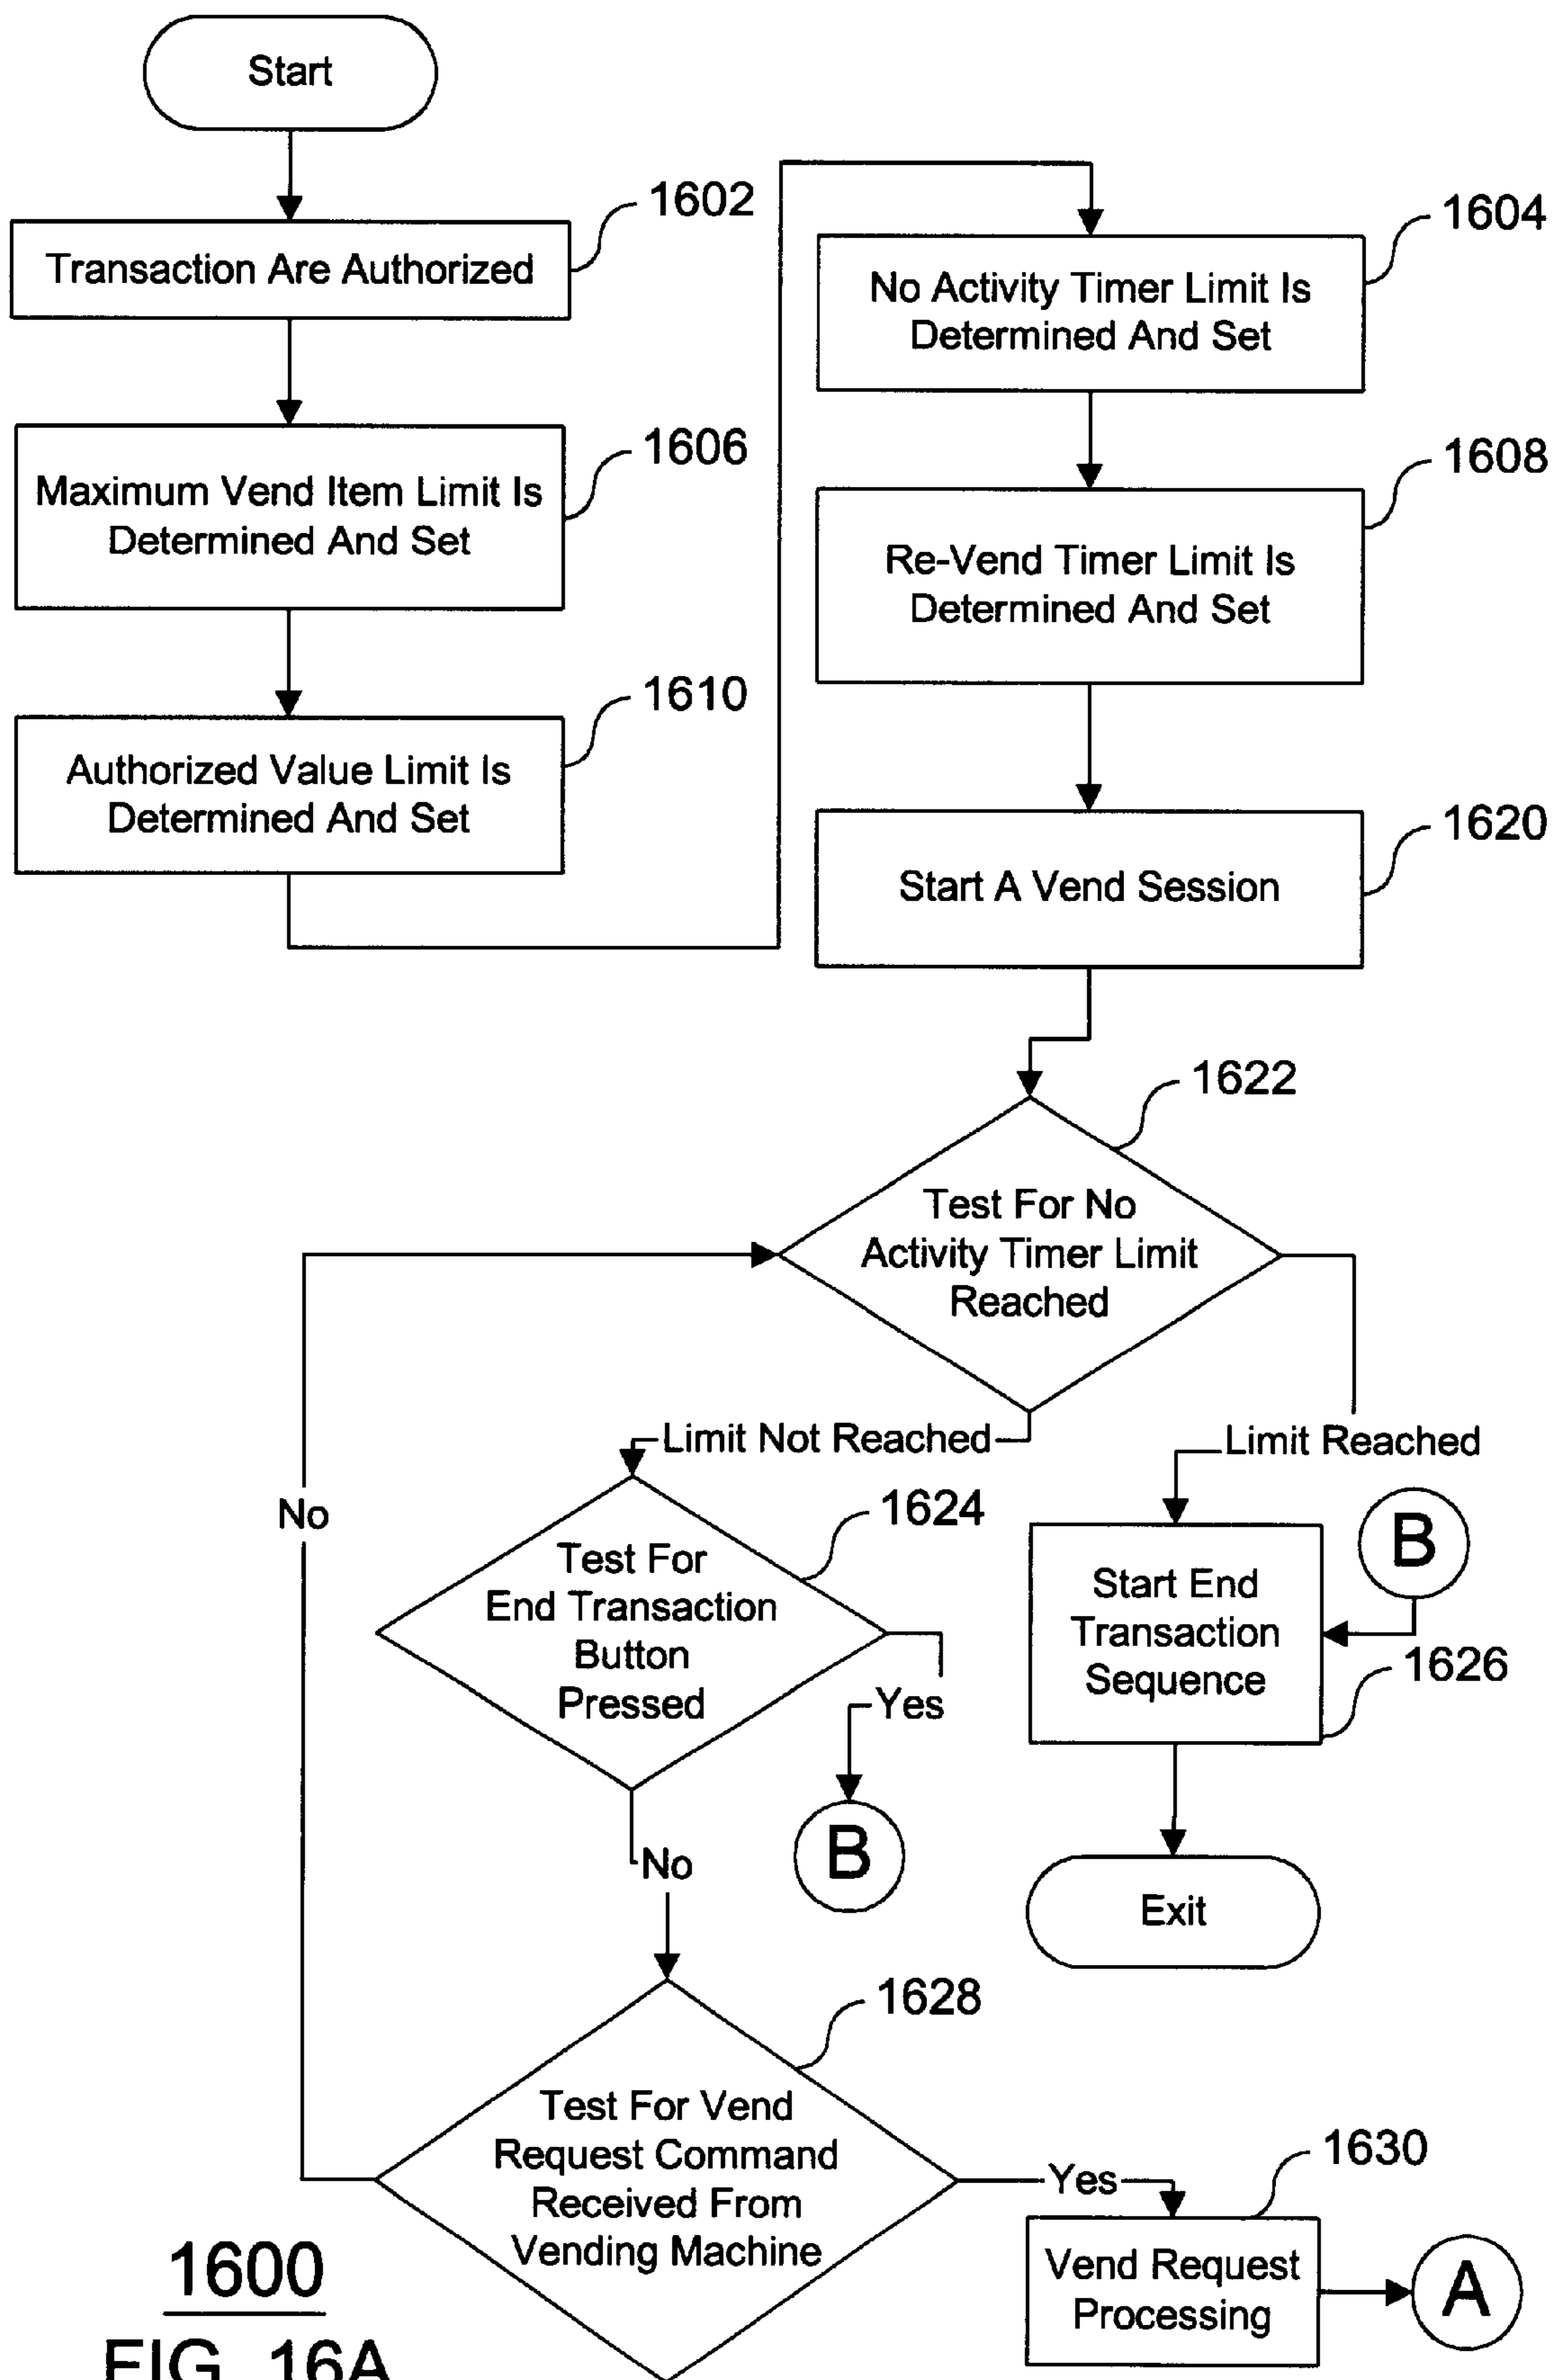 Start
1602
Transaction Are Authorized
1606
Maximum Vend Item Limit Is
Determined And Set
1610
Authorized Value Limit Is
Determined And Set
1604
No Activity Timer Limit Is
Determined And Set
1608
Re-Vend Timer Limit Is
Determined And Set
1620
Start A Vend Session
1622
Test For No
Activity Timer Limit
Reached
Limit Not Reached
Limit Reached
No
1624
Test For
End Transaction
Button
Pressed
Yes
B
No
B
Start End
Transaction
Sequence
1626
Exit
1628
Test For Vend
Request Command
Received From
Vending Machine
Yes
1630
Vend Request
Processing
A
1600
FIG. 16A